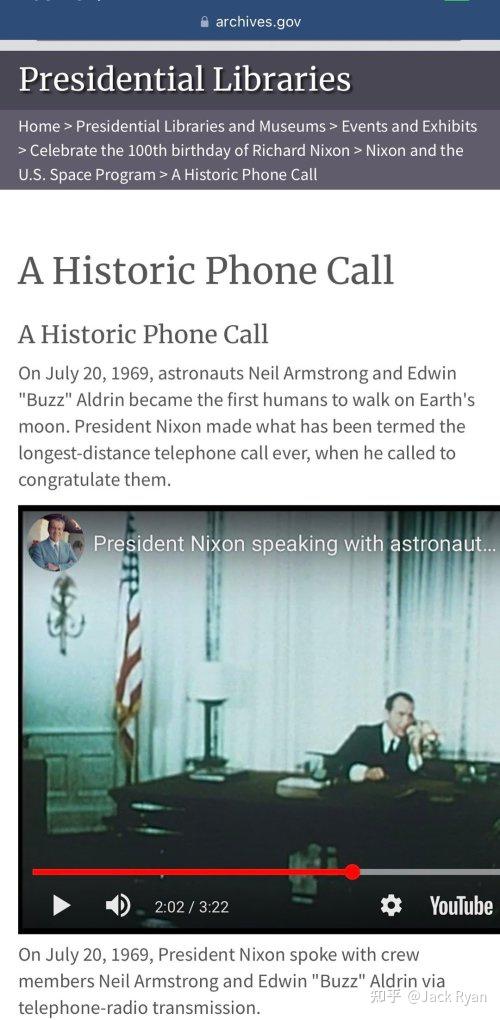 archives.gov
Presidential Libraries
Home > Presidential Libraries and Museums > Events and Exhibits
> Celebrate the 100th birthday of Richard Nixon > Nixon and the
U.S. Space Program > A Historic Phone Call
A Historic Phone Call
A Historic Phone Call
On July 20, 1969, astronauts Neil Armstrong and Edwin
"Buzz" Aldrin became the first humans to walk on Earth's
moon. President Nixon made what has been termed the
longest-distance telephone call ever, when he called to
congratulate them.
President Nixon speaking with astronaut...
2:02 / 3:22
YouTube
On July 20, 1969, President Nixon spoke with crew
members Neil Armstrong and Edwin "Buzz" Aldrin via
telephone-radio transmission.
知乎 @Jack Ryan